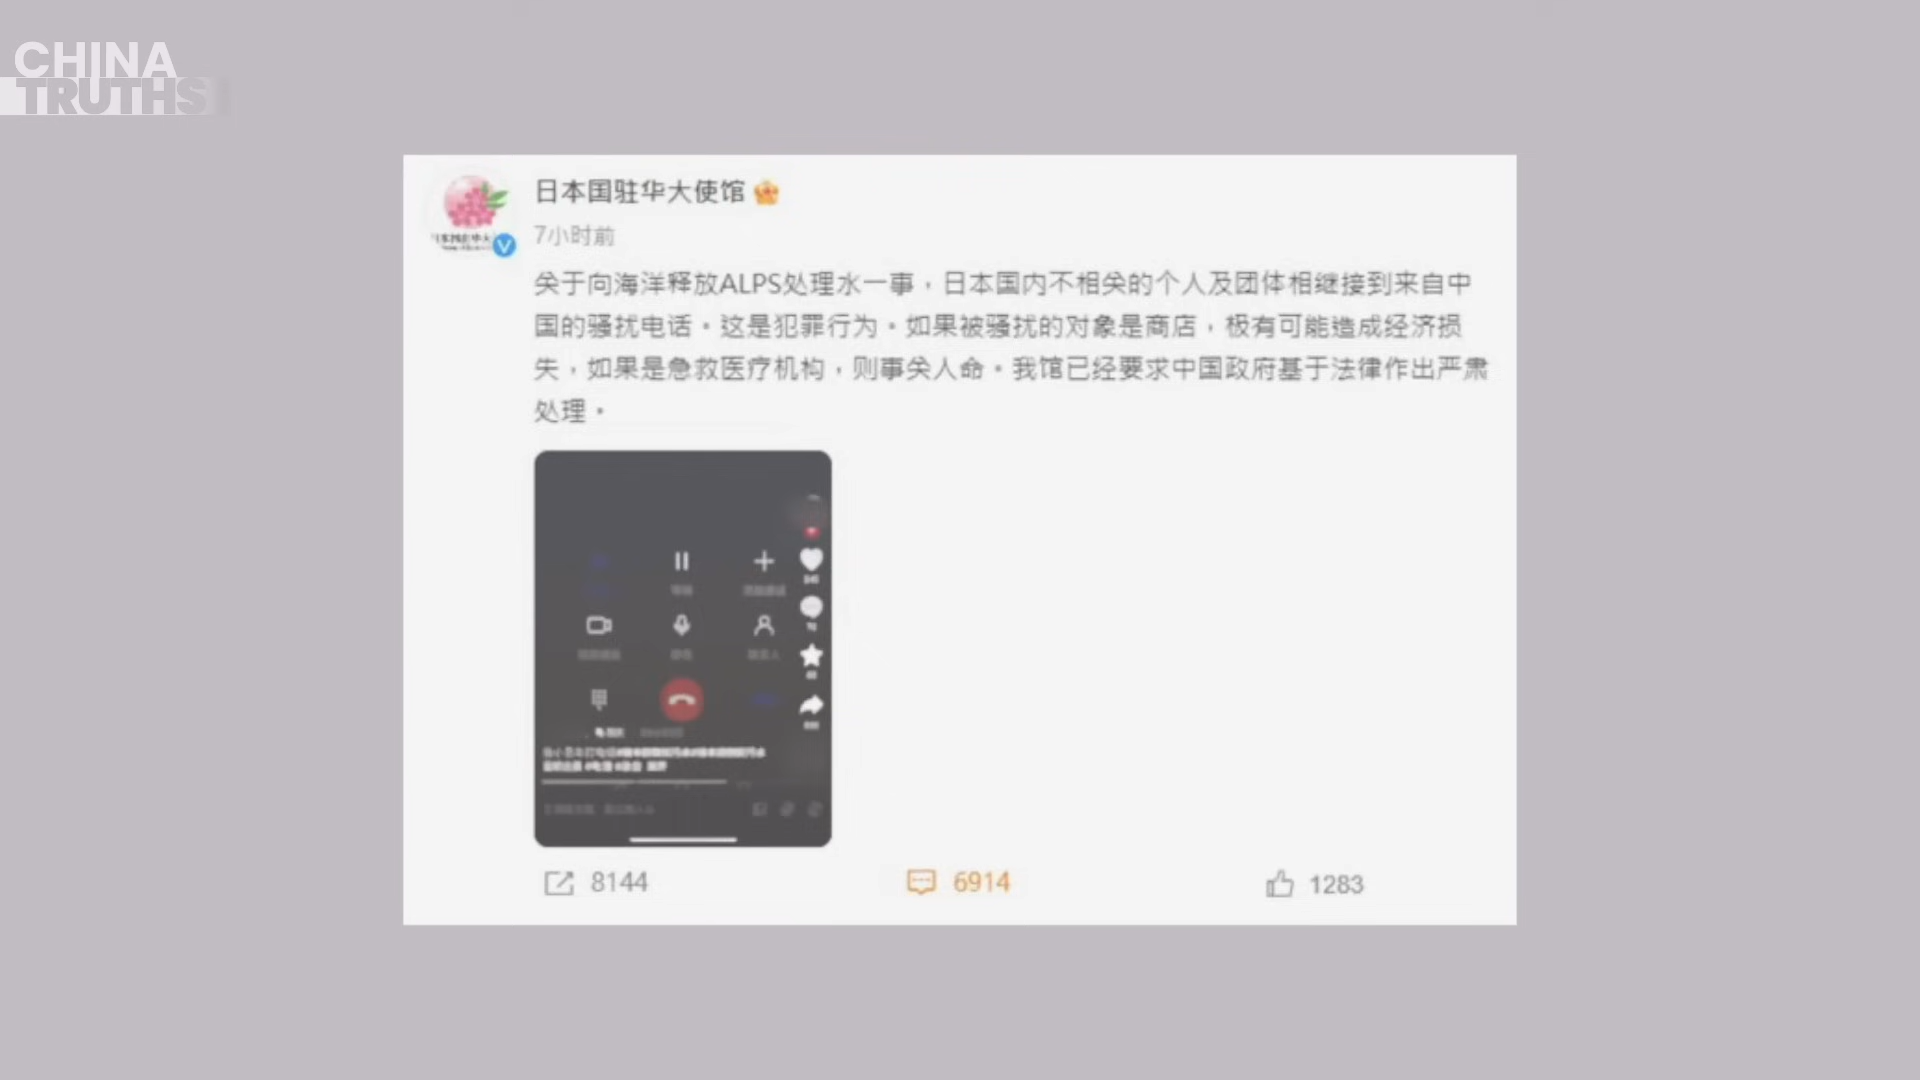 CHINA
TRUTHS
日本国驻华大使馆
7小时前
关于向海洋释放ALPS处理水一事，日本国内不相关的个人及团体相继接到来自中
国的骚扰电话。这是犯罪行为。如果被骚扰的对象是商店，极有可能造成经济损
失，如果是急救医疗机构，则事关人命。我馆已经要求中国政府基于法律作出严肃
处理。
8144
6914
1283